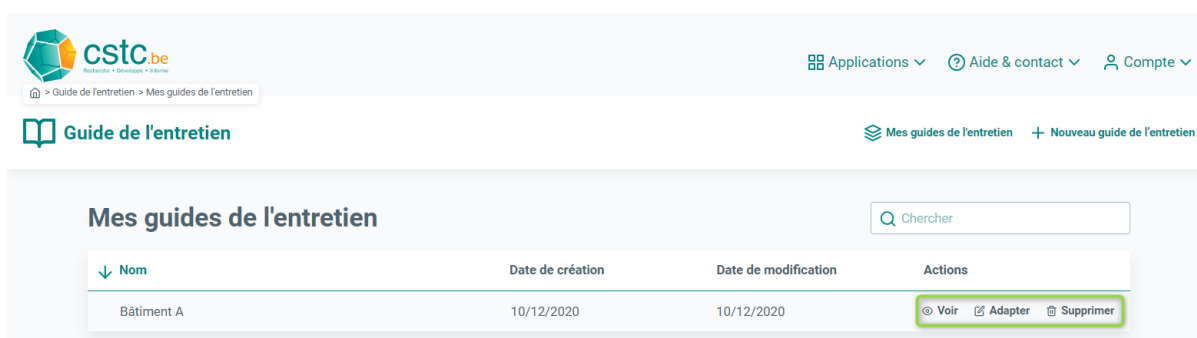 cstc.be
Recherche • Développe • Informe
Applications Aide & contact Compte
> Guide de l'entretien > Mes guides de l'entretien
Guide de l'entretien
Mes guides de l'entretien Nouveau guide de l'entretien
Mes guides de l'entretien
Chercher
Nom Date de création Date de modification Actions
Bâtiment A 10/12/2020 10/12/2020 Voir Adapter Supprimer